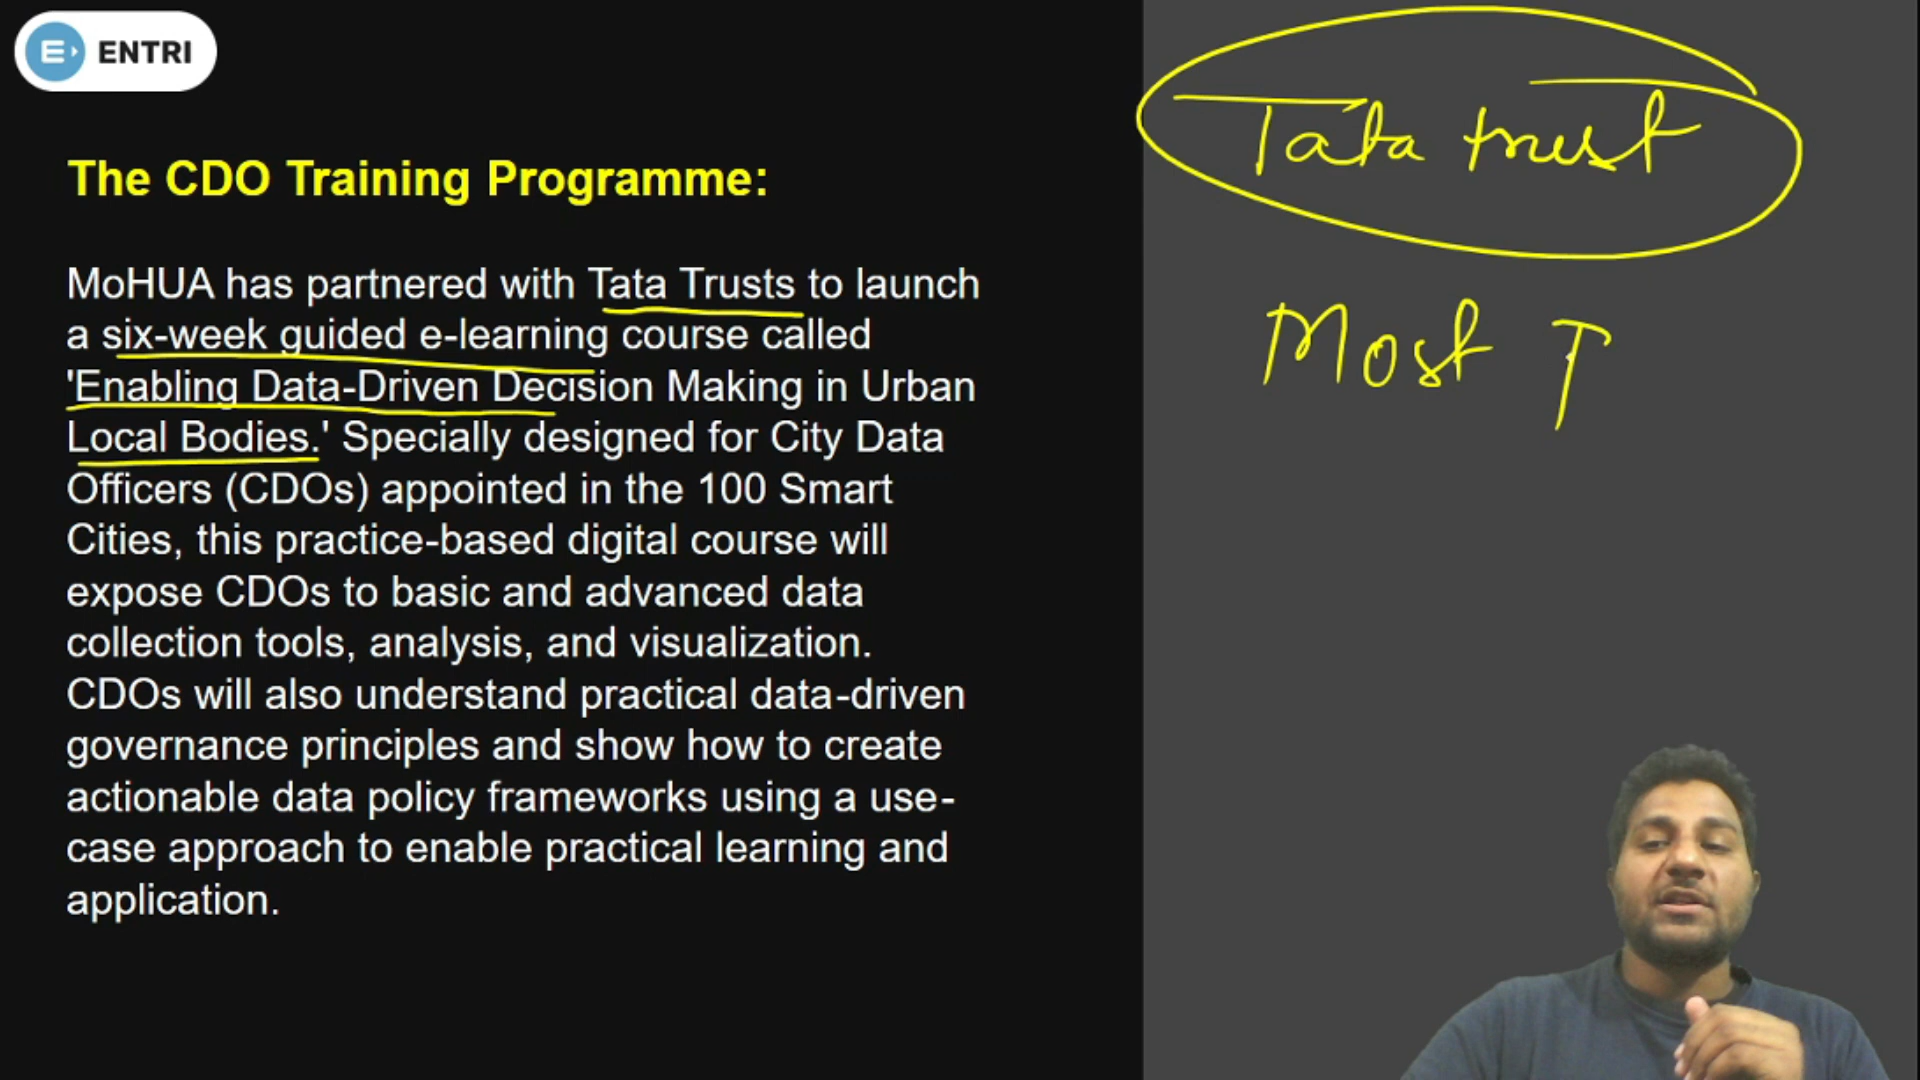 ENTRI
The CDO Training Programme:
MoHUA has partnered with Tata Trusts to launch
a six-week guided e-learning course called
'Enabling Data-Driven Decision Making in Urban
Local Bodies.' Specially designed for City Data
Officers (CDOs) appointed in the 100 Smart
Cities, this practice-based digital course will
expose CDOs to basic and advanced data
collection tools, analysis, and visualization.
CDOs will also understand practical data-driven
governance principles and show how to create
actionable data policy frameworks using a use-
case approach to enable practical learning and
application.
Tata trust
Most T